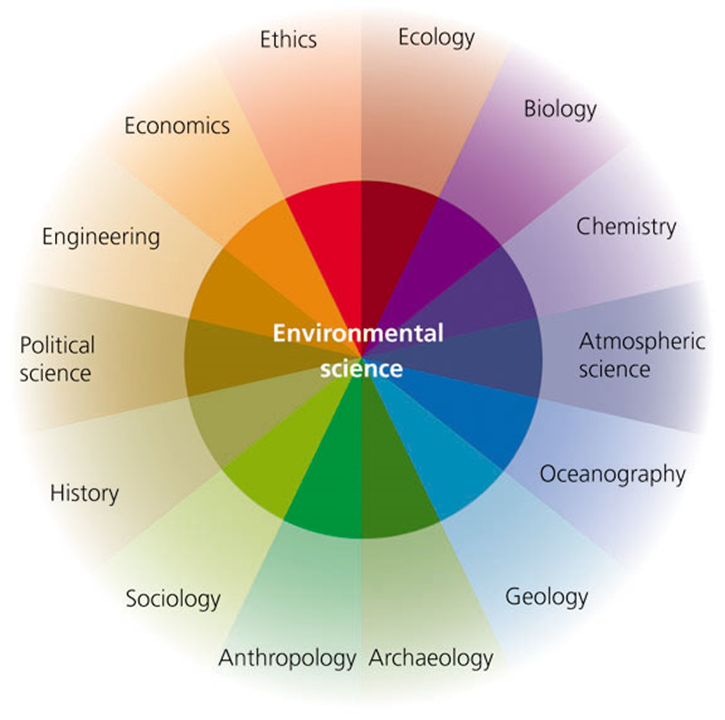 Ethics
Ecology
Economics
Biology
Engineering
Chemistry
Environmental
science
Political
science
Atmospheric
science
History
Oceanography
Sociology
Geology
Anthropology
Archaeology